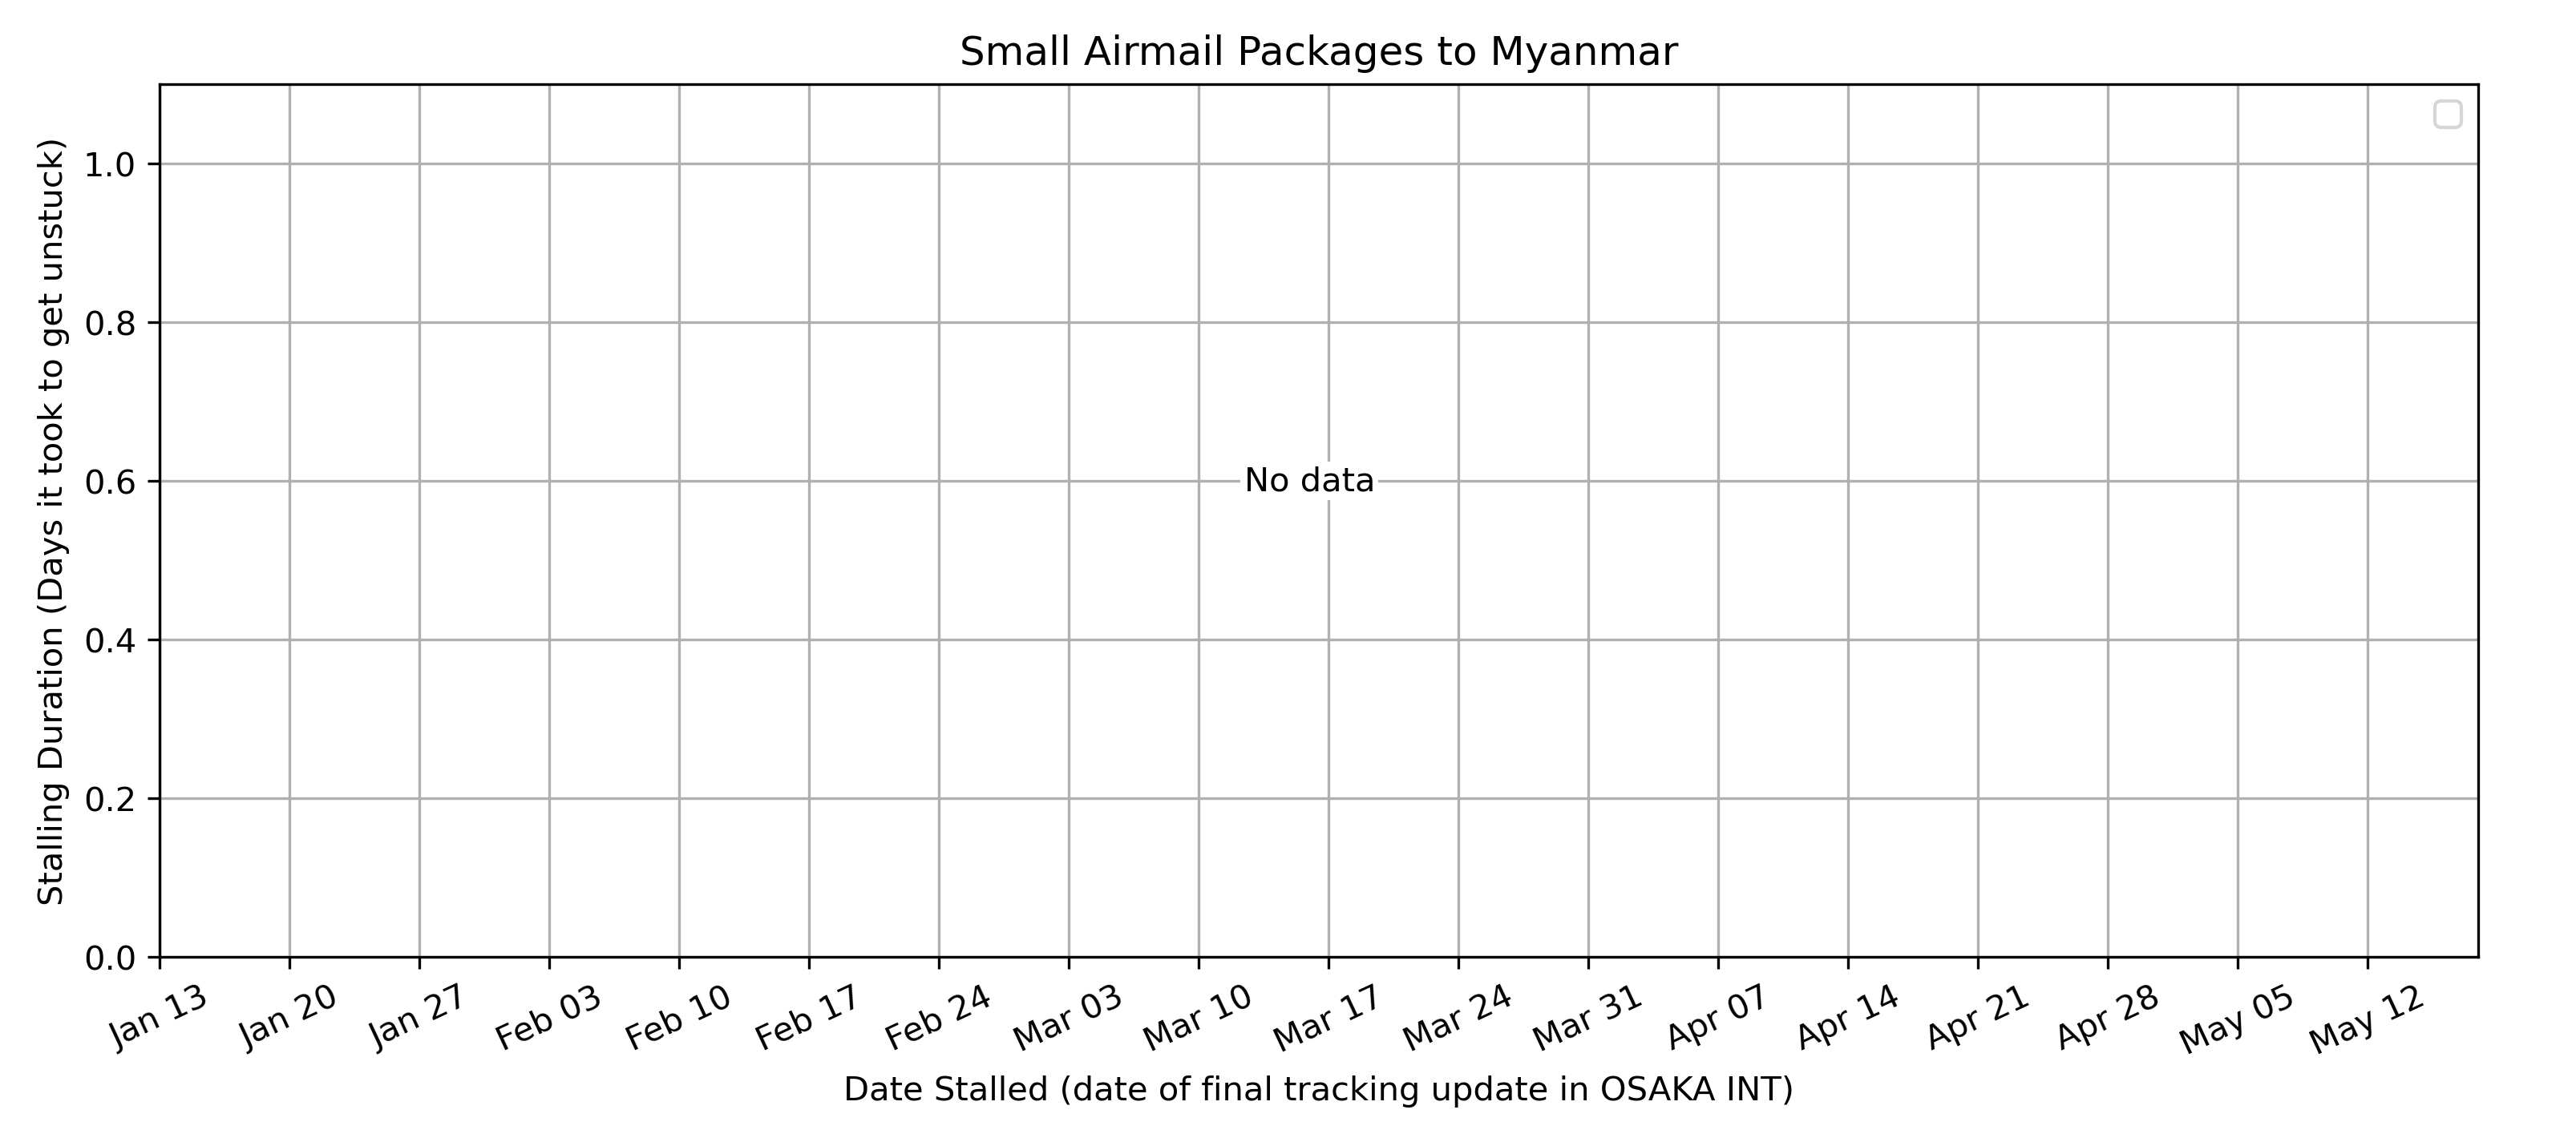 Small Airmail Packages to Myanmar
Stalling Duration (Days it took to get unstuck)
1.0
0.8
0.6
0.4
0.2
0.0
No data
Jan 13
Jan 20
Jan 27
Feb 03
Feb 10
Feb 17
Feb 24
Mar 03
Mar 10
Mar 17
Mar 24
Mar 31
Apr 07
Apr 14
Apr 21
Apr 28
May 05
May 12
Date Stalled (date of final tracking update in OSAKA INT)